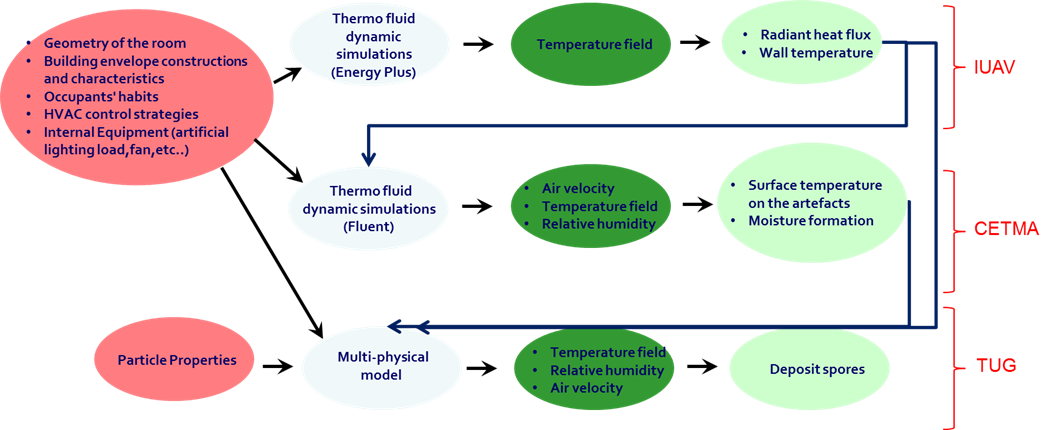 • Geometry of the room
• Building envelope constructions
and characteristics
• Occupants' habits
• HVAC control strategies
• Internal Equipment (artificial
lighting load,fan,etc..)
Thermo fluid
dynamic
simulations
(Energy Plus)
Temperature field
• Radiant heat flux
• Wall temperature
IUAV
Thermo fluid
dynamic simulations
(Fluent)
• Air velocity
• Temperature field
• Relative humidity
• Surface temperature
on the artefacts
• Moisture formation
CETMA
Particle Properties
Multi-physical
model
• Temperature field
• Relative humidity
• Air velocity
Deposit spores
TUG